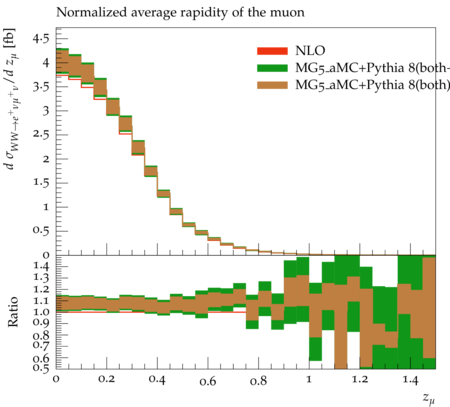 Normalized average rapidity of the muon
NLO
MG5_aMC+Pythia 8(both-
MG5_aMC+Pythia 8(both)
d σ_{WW→e⁺νμ⁺ν}/d z_μ [fb]
4.5
4
3.5
3
2.5
2
1.5
1
0.5
0
1.4
1.3
1.2
1.1
1.0
0.9
0.8
0.7
0.6
0.5
Ratio
0 0.2 0.4 0.6 0.8 1 1.2 1.4
z_μ